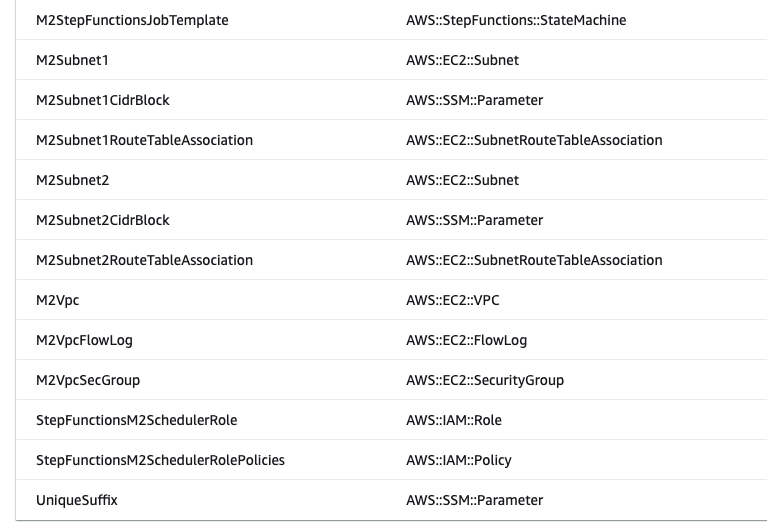 M2StepFunctionsJobTemplate AWS::StepFunctions::StateMachine
M2Subnet1 AWS::EC2::Subnet
M2Subnet1CidrBlock AWS::SSM::Parameter
M2Subnet1RouteTableAssociation AWS::EC2::SubnetRouteTableAssociation
M2Subnet2 AWS::EC2::Subnet
M2Subnet2CidrBlock AWS::SSM::Parameter
M2Subnet2RouteTableAssociation AWS::EC2::SubnetRouteTableAssociation
M2Vpc AWS::EC2::VPC
M2VpcFlowLog AWS::EC2::FlowLog
M2VpcSecGroup AWS::EC2::SecurityGroup
StepFunctionsM2SchedulerRole AWS::IAM::Role
StepFunctionsM2SchedulerRolePolicies AWS::IAM::Policy
UniqueSuffix AWS::SSM::Parameter